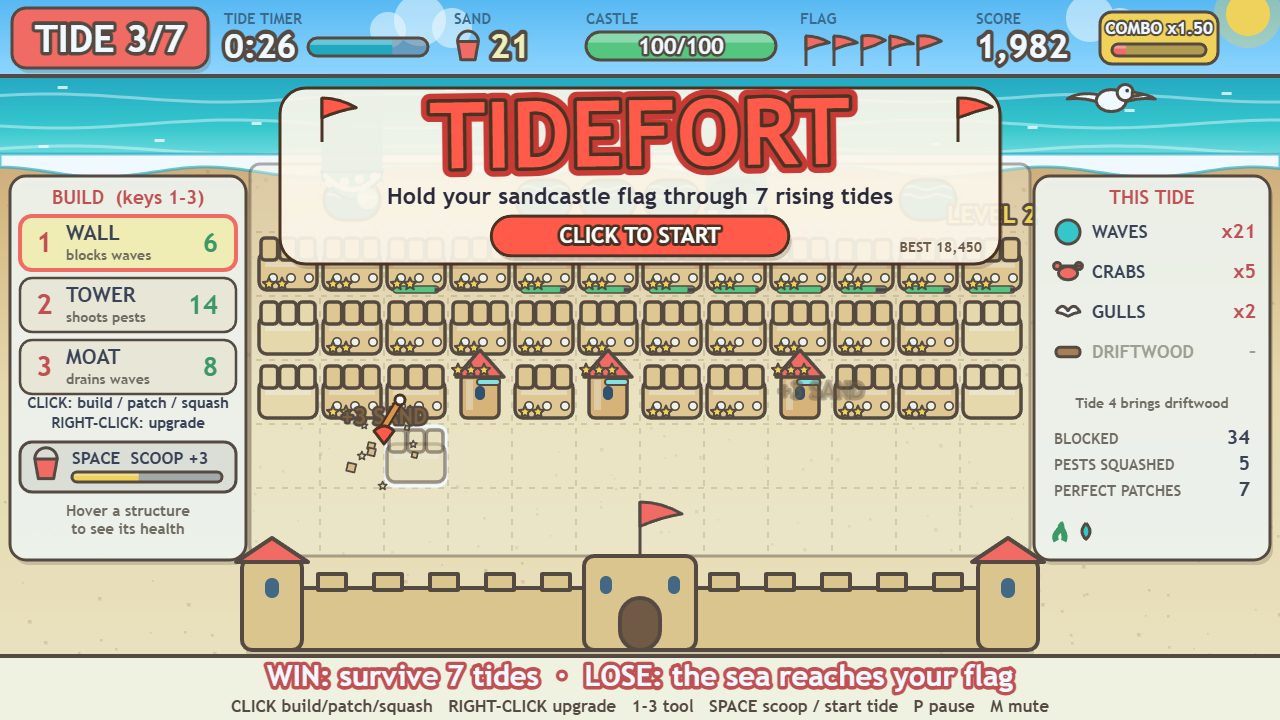 TIDE 3/7
TIDE TIMER
0:26
SAND
21
CASTLE
100/100
FLAG
SCORE
1,982
COMBO x1.50
TIDEFORT
Hold your sandcastle flag through 7 rising tides
CLICK TO START
BEST 18,450
LEVEL 2
BUILD (keys 1-3)
1 WALL 6
blocks waves
2 TOWER 14
shoots pests
3 MOAT 8
drains waves
CLICK: build / patch / squash
RIGHT-CLICK: upgrade
SPACE SCOOP +3
Hover a structure
to see its health
+3 SAND
+3 SAND
THIS TIDE
WAVES x21
CRABS x5
GULLS x2
DRIFTWOOD -
Tide 4 brings driftwood
BLOCKED 34
PESTS SQUASHED 5
PERFECT PATCHES 7
WIN: survive 7 tides • LOSE: the sea reaches your flag
CLICK build/patch/squash RIGHT-CLICK upgrade 1-3 tool SPACE scoop / start tide P pause M mute